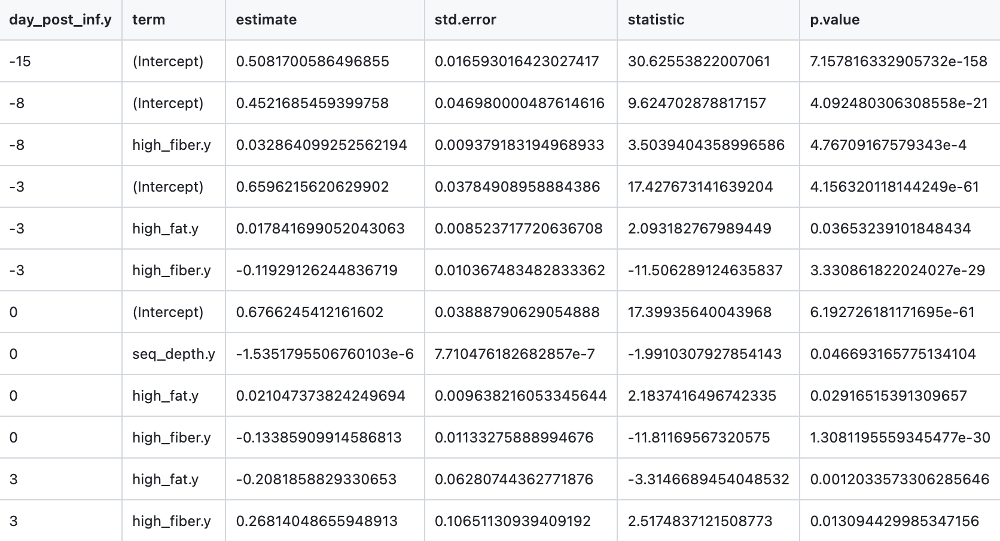 day_post_inf.y term estimate std.error statistic p.value
-15 (Intercept) 0.5081700586496855 0.016593016423027417 30.62553822007061 7.157816332905732e-158
-8 (Intercept) 0.4521685459399758 0.046980000487614616 9.624702878817157 4.092480306308558e-21
-8 high_fiber.y 0.032864099252562194 0.009379183194968933 3.5039404358996586 4.76709167579343e-4
-3 (Intercept) 0.6596215620629902 0.03784908958884386 17.427673141639204 4.156320118144249e-61
-3 high_fat.y 0.017841699052043063 0.008523717720636708 2.093182767989449 0.03653239101848434
-3 high_fiber.y -0.11929126244836719 0.010367483482833362 -11.506289124635837 3.330861822024027e-29
0 (Intercept) 0.6766245412161602 0.03888790629054888 17.39935640043968 6.192726181171695e-61
0 seq_depth.y -1.5351795506760103e-6 7.710476182682857e-7 -1.9910307927854143 0.046693165775134104
0 high_fat.y 0.021047373824249694 0.009638216053345644 2.1837416496742335 0.02916515391309657
0 high_fiber.y -0.13385909914586813 0.01133275888994676 -11.81169567320575 1.3081195559345477e-30
3 high_fat.y -0.2081858829330653 0.06280744362771876 -3.3146689454048532 0.0012033573306285646
3 high_fiber.y 0.26814048655948913 0.10651130939409192 2.5174837121508773 0.013094429985347156